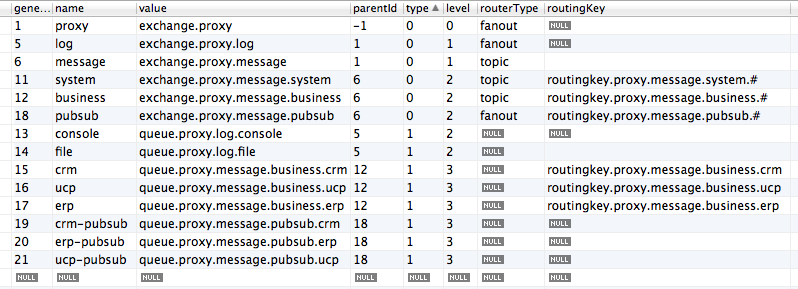 gene... name value parentId type level routerType routingKey
1 proxy exchange.proxy -1 0 0 fanout NULL
5 log exchange.proxy.log 1 0 1 fanout NULL
6 message exchange.proxy.message 1 0 1 topic
11 system exchange.proxy.message.system 6 0 2 topic routingkey.proxy.message.system.#
12 business exchange.proxy.message.business 6 0 2 topic routingkey.proxy.message.business.#
18 pubsub exchange.proxy.message.pubsub 6 0 2 fanout routingkey.proxy.message.pubsub.#
13 console queue.proxy.log.console 5 1 2 NULL NULL
14 file queue.proxy.log.file 5 1 2 NULL
15 crm queue.proxy.message.business.crm 12 1 3 NULL routingkey.proxy.message.business.crm
16 ucp queue.proxy.message.business.ucp 12 1 3 NULL routingkey.proxy.message.business.ucp
17 erp queue.proxy.message.business.erp 12 1 3 NULL routingkey.proxy.message.business.erp
19 crm-pubsub queue.proxy.message.pubsub.crm 18 1 3 NULL NULL
20 erp-pubsub queue.proxy.message.pubsub.erp 18 1 3 NULL NULL
21 ucp-pubsub queue.proxy.message.pubsub.ucp 18 1 3 NULL NULL
NULL NULL NULL NULL NULL NULL NULL NULL